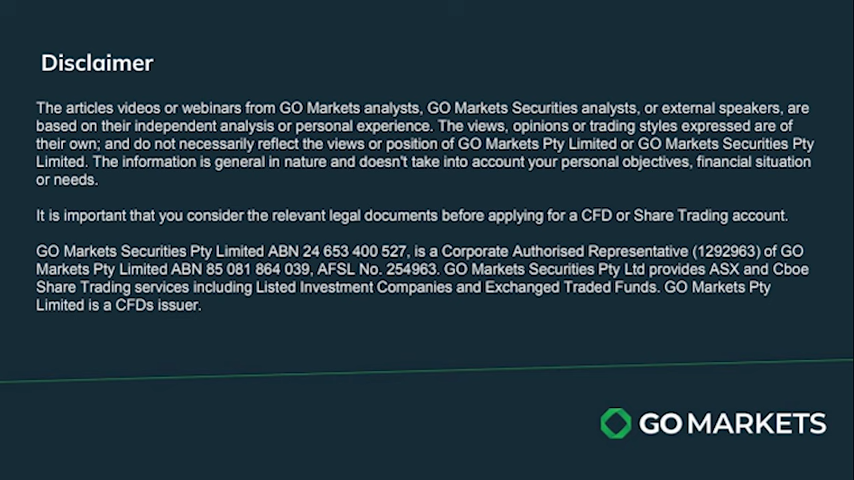 Disclaimer
The articles videos or webinars from GO Markets analysts, GO Markets Securities analysts, or external speakers, are
based on their independent analysis or personal experience. The views, opinions or trading styles expressed are of
their own; and do not necessarily reflect the views or position of GO Markets Pty Limited or GO Markets Securities Pty
Limited. The information is general in nature and doesn't take into account your personal objectives, financial situation
or needs.
It is important that you consider the relevant legal documents before applying for a CFD or Share Trading account.
GO Markets Securities Pty Limited ABN 24 653 400 527, is a Corporate Authorised Representative (1292963) of GO
Markets Pty Limited ABN 85 081 864 039, AFSL No. 254963. GO Markets Securities Pty Ltd provides ASX and Cboe
Share Trading services including Listed Investment Companies and Exchanged Traded Funds. GO Markets Pty
Limited is a CFDs issuer.
GO MARKETS